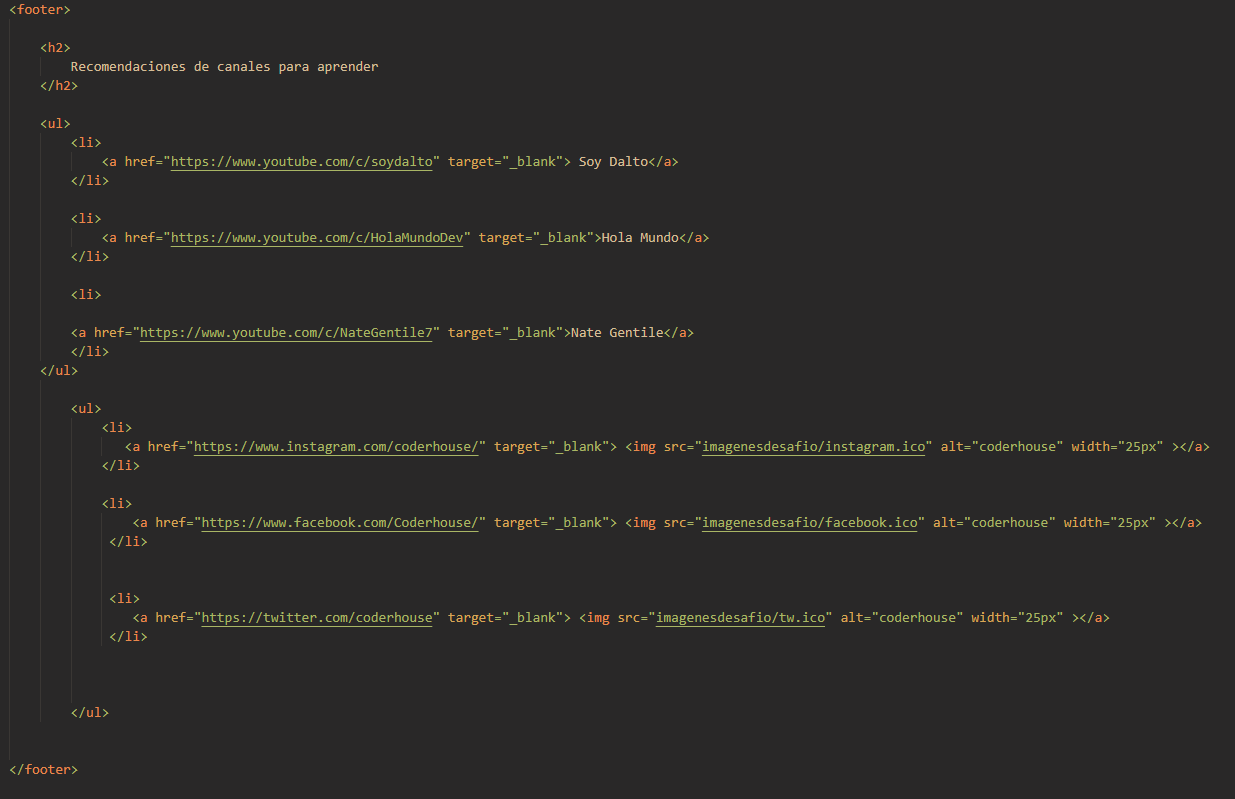 <footer>
<h2>
Recomendaciones de canales para aprender
</h2>
<ul>
<li>
<a href="https://www.youtube.com/c/soydalto" target="_blank"> Soy Dalto</a>
</li>
<li>
<a href="https://www.youtube.com/c/HolaMundoDev" target="_blank">Hola Mundo</a>
</li>
<li>
<a href="https://www.youtube.com/c/NateGentile7" target="_blank">Nate Gentile</a>
</li>
</ul>
<ul>
<li>
<a href="https://www.instagram.com/coderhouse/" target="_blank"> <img src="imagenesdesafio/instagram.ico" alt="coderhouse" width="25px" ></a>
</li>
<li>
<a href="https://www.facebook.com/Coderhouse/" target="_blank"> <img src="imagenesdesafio/facebook.ico" alt="coderhouse" width="25px" ></a>
</li>
<li>
<a href="https://twitter.com/coderhouse" target="_blank"> <img src="imagenesdesafio/tw.ico" alt="coderhouse" width="25px" ></a>
</li>
</ul>
</footer>